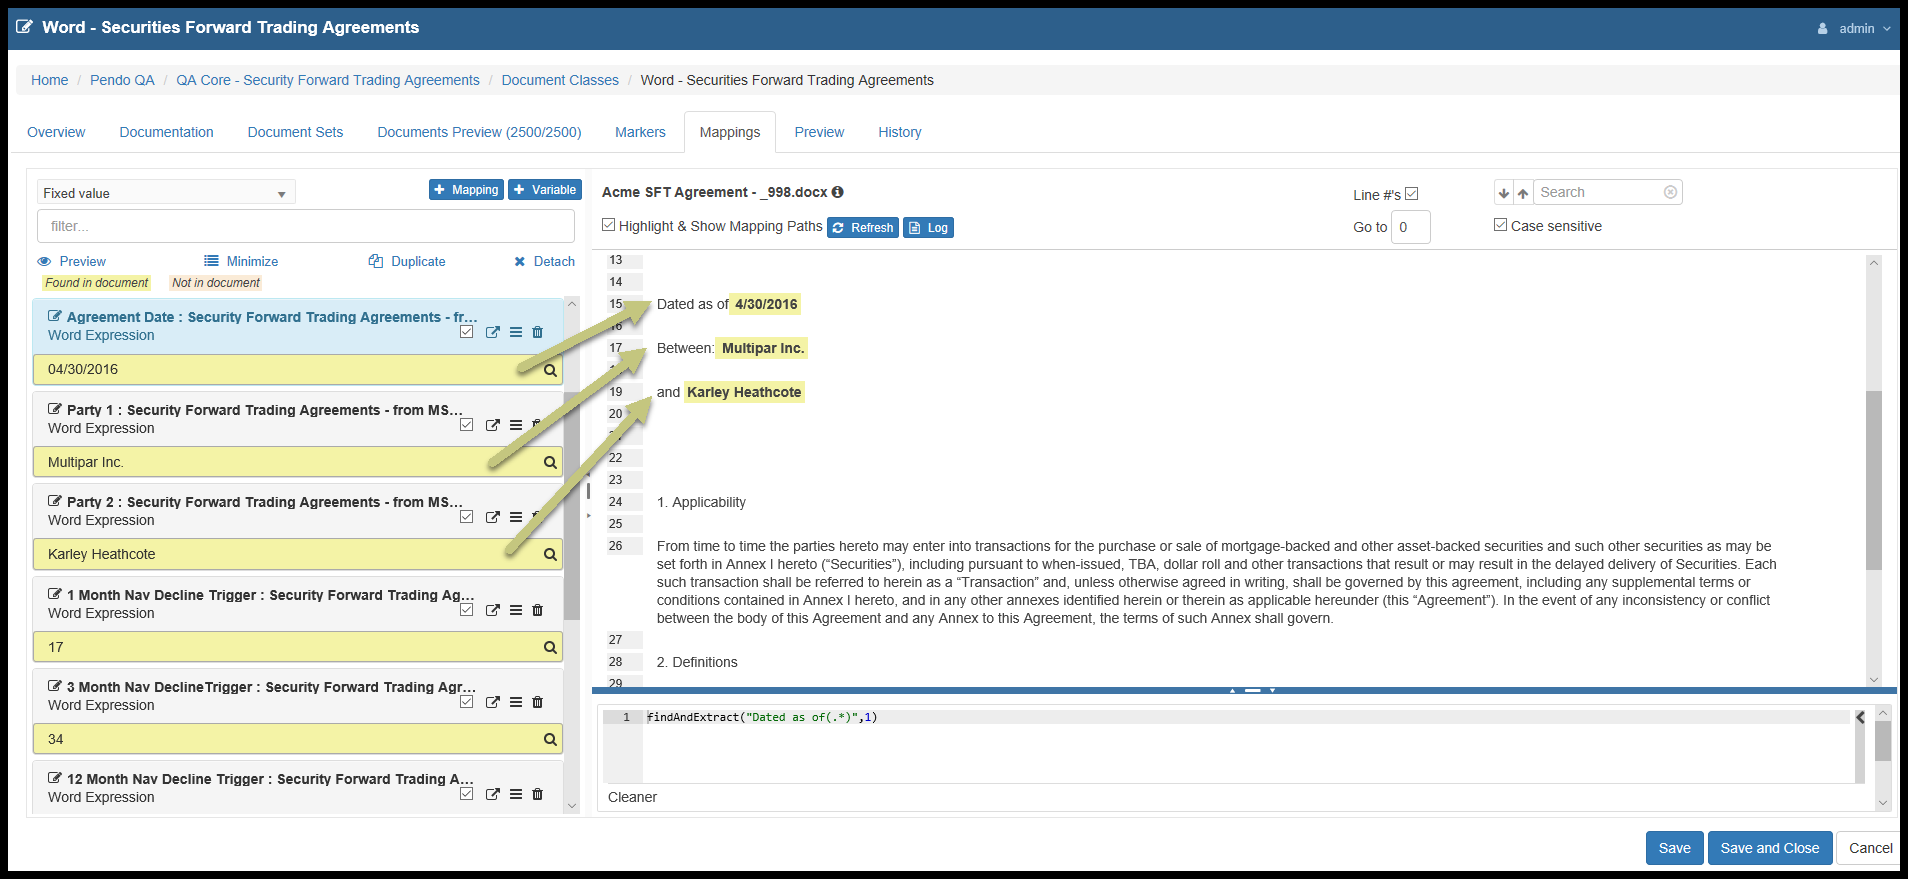 Word - Securities Forward Trading Agreements
admin
Home / Pendo QA / QA Core - Security Forward Trading Agreements / Document Classes / Word - Securities Forward Trading Agreements
Overview Documentation Document Sets Documents Preview (2500/2500) Markers Mappings Preview History
Fixed value
+ Mapping + Variable
filter...
Preview Minimize Duplicate Detach
Found in document Not in document
Agreement Date : Security Forward Trading Agreements - fr...
Word Expression
04/30/2016
Party 1 : Security Forward Trading Agreements - from MS...
Word Expression
Multipar Inc.
Party 2 : Security Forward Trading Agreements - from MS...
Word Expression
Karley Heathcote
1 Month Nav Decline Trigger : Security Forward Trading Ag...
Word Expression
17
3 Month Nav DeclineTrigger : Security Forward Trading Agr...
Word Expression
34
12 Month Nav Decline Trigger : Security Forward Trading A...
Word Expression
Acme SFT Agreement - _998.docx
Line #'s
Search
Highlight & Show Mapping Paths Refresh Log
Go to 0
Case sensitive
13
14
15 Dated as of 4/30/2016
16
17 Between: Multipar Inc.
19 and Karley Heathcote
20
22
23
24 1. Applicability
25
26 From time to time the parties hereto may enter into transactions for the purchase or sale of mortgage-backed and other asset-backed securities and such other securities as may be
set forth in Annex I hereto (“Securities”), including pursuant to when-issued, TBA, dollar roll and other transactions that result or may result in the delayed delivery of Securities. Each
such transaction shall be referred to herein as a “Transaction” and, unless otherwise agreed in writing, shall be governed by this agreement, including any supplemental terms or
conditions contained in Annex I hereto, and in any other annexes identified herein or therein as applicable hereunder (this “Agreement”). In the event of any inconsistency or conflict
between the body of this Agreement and any Annex to this Agreement, the terms of such Annex shall govern.
27
28 2. Definitions
29
1 findAndExtract("Dated as of(.*)",1)
Cleaner
Save Save and Close Cancel